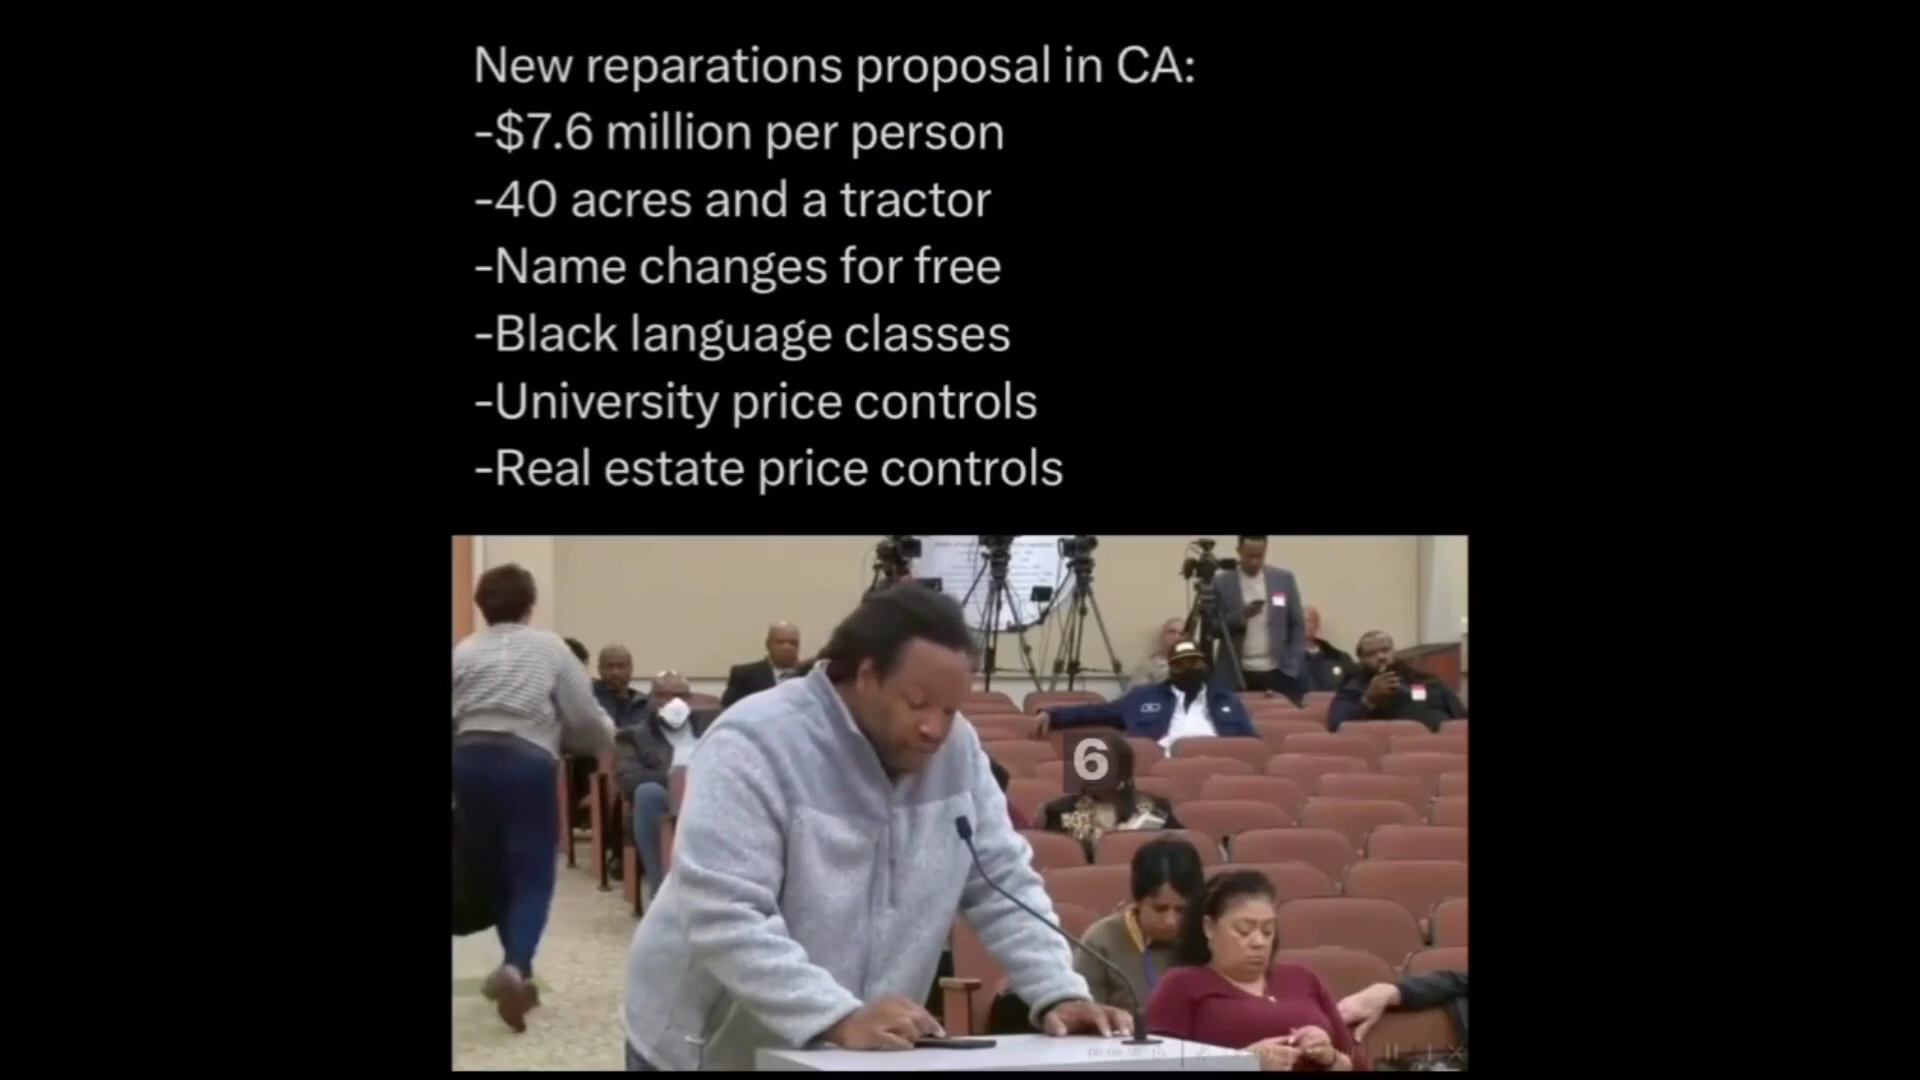 New reparations proposal in CA:
-$7.6 million per person
-40 acres and a tractor
-Name changes for free
-Black language classes
-University price controls
-Real estate price controls
6